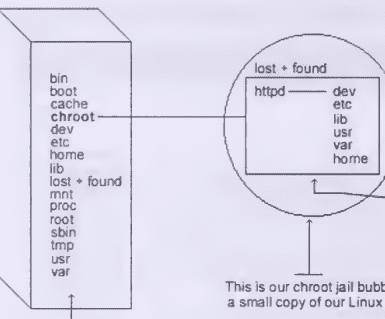 bin
boot
cache
chroot
dev
etc
home
lib
lost + found
mnt
proc
root
sbin
tmp
usr
var
lost + found
httpd dev
etc
lib
usr
var
home
This is our chroot jail bubb
a small copy of our Linux